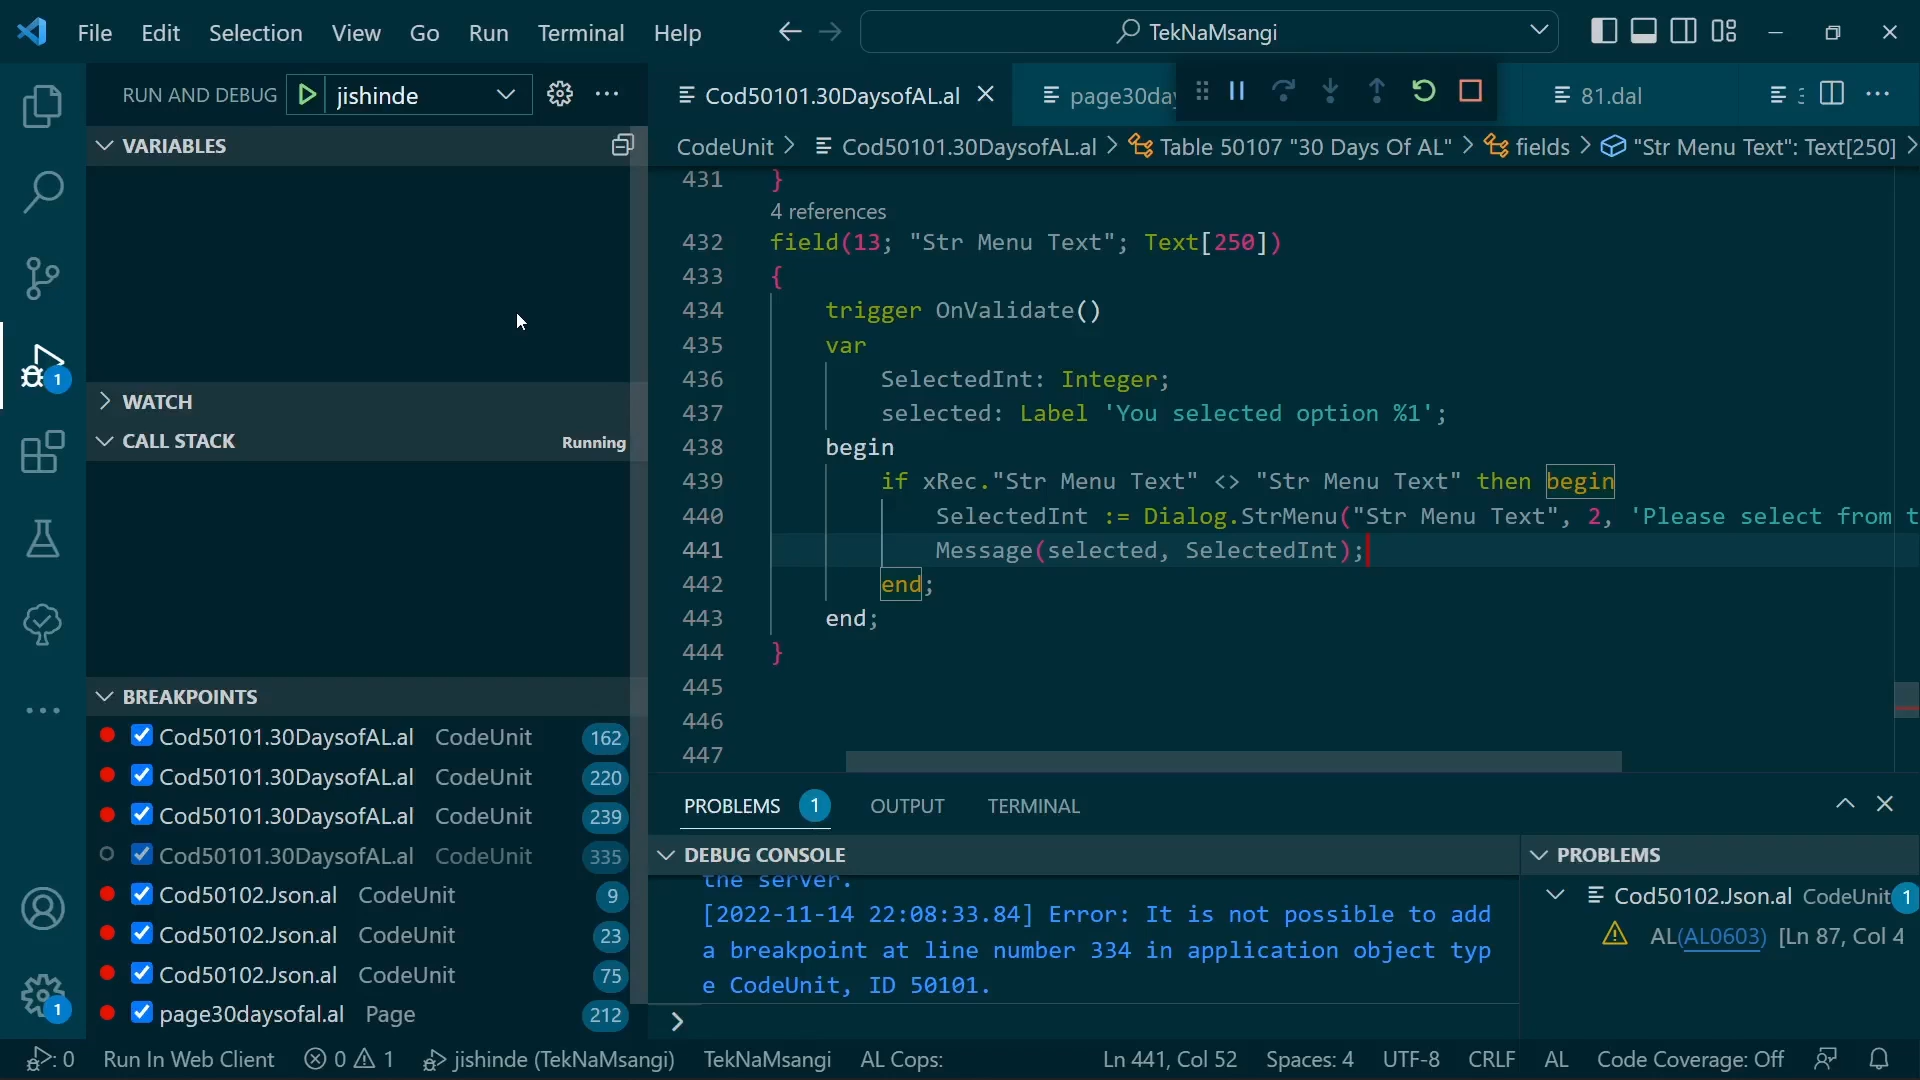 File Edit Selection View Go Run Terminal Help
TekNaMsangi
RUN AND DEBUG jishinde
Cod50101.30DaysofAL.al page30day 81.dal
CodeUnit > Cod50101.30DaysofAL.al > Table 50107 "30 Days Of AL" > fields > "Str Menu Text": Text[250] >
VARIABLES
WATCH
CALL STACK Running
BREAKPOINTS
Cod50101.30DaysofAL.al CodeUnit 162
Cod50101.30DaysofAL.al CodeUnit 220
Cod50101.30DaysofAL.al CodeUnit 239
Cod50101.30DaysofAL.al CodeUnit 335
Cod50102.Json.al CodeUnit 9
Cod50102.Json.al CodeUnit 23
Cod50102.Json.al CodeUnit 75
page30daysofal.al Page 212
431 }
4 references
432 field(13; "Str Menu Text"; Text[250])
433 {
434 trigger OnValidate()
435 var
436 SelectedInt: Integer;
437 selected: Label 'You selected option %1';
438 begin
439 if xRec."Str Menu Text" <> "Str Menu Text" then begin
440 SelectedInt := Dialog.StrMenu("Str Menu Text", 2, 'Please select from t
441 Message(selected, SelectedInt);
442 end;
443 end;
444 }
445
446
447
PROBLEMS 1 OUTPUT TERMINAL
DEBUG CONSOLE
the server.
[2022-11-14 22:08:33.84] Error: It is not possible to add
a breakpoint at line number 334 in application object typ
e CodeUnit, ID 50101.
>
PROBLEMS
Cod50102.Json.al CodeUnit 1
AL(AL0603) [Ln 87, Col 4
1
1
: 0 Run In Web Client 0 1 jishinde (TekNaMsangi) TekNaMsangi AL Cops: Ln 441, Col 52 Spaces: 4 UTF-8 CRLF AL Code Coverage: Off